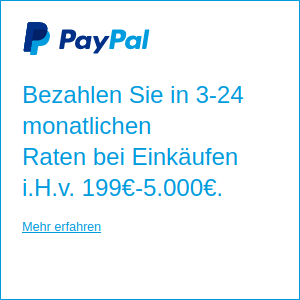 PayPal
Bezahlen Sie in 3-24
monatlichen
Raten bei Einkäufen
i.H.v. 199€-5.000€.
Mehr erfahren